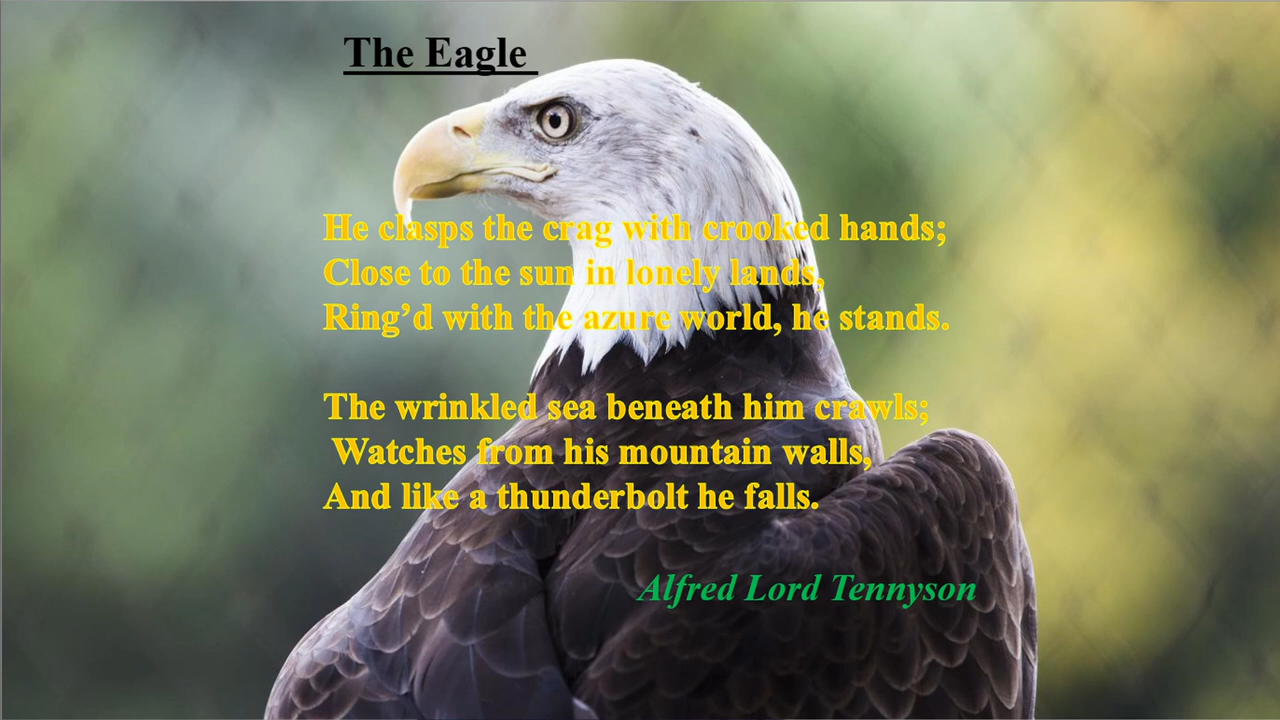 The Eagle
He clasps the crag with crooked hands;
Close to the sun in lonely lands,
Ring’d with the azure world, he stands.
The wrinkled sea beneath him crawls;
Watches from his mountain walls,
And like a thunderbolt he falls.
Alfred Lord Tennyson